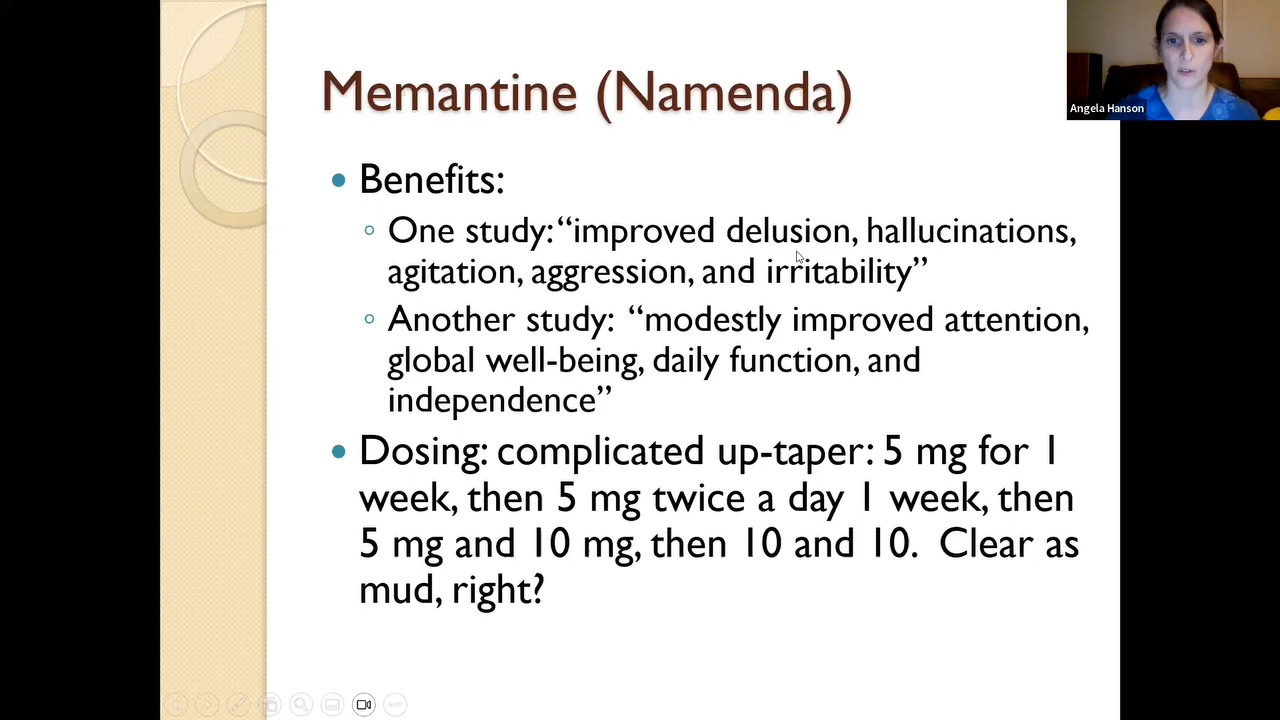 Memantine (Namenda)
Angela Hanson
Benefits:
One study: “improved delusion, hallucinations,
agitation, aggression, and irritability”
Another study: “modestly improved attention,
global well-being, daily function, and
independence”
Dosing: complicated up-taper: 5 mg for 1
week, then 5 mg twice a day 1 week, then
5 mg and 10 mg, then 10 and 10. Clear as
mud, right?